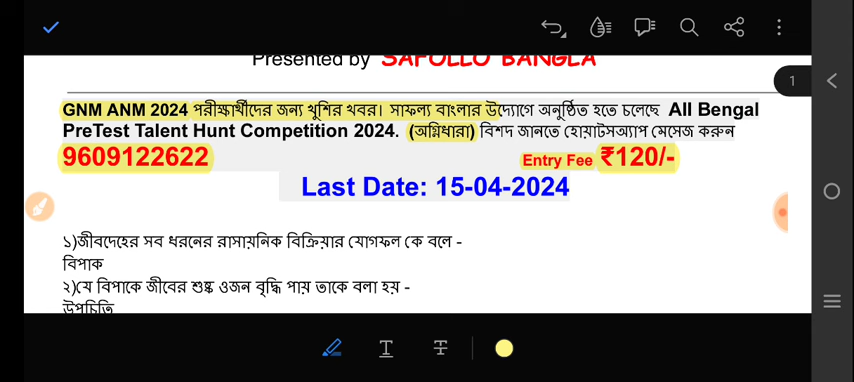 Presented by SAFOLLO BANGLA
1
GNM ANM 2024 পরীক্ষার্থীদের জন্য খুশির খবর। সাফল্য বাংলার উদ্যোগে অনুষ্ঠিত হতে চলেছে All Bengal
PreTest Talent Hunt Competition 2024. (অগ্নিধারা) বিশদ জানতে হোয়াটসঅ্যাপ মেসেজ করুন
9609122622 Entry Fee ₹120/-
Last Date: 15-04-2024
১)জীবদেহের সব ধরনের রাসায়নিক বিক্রিয়ার যোগফল কে বলে -
বিপাক
২)যে বিপাকে জীবের শুষ্ক ওজন বৃদ্ধি পায় তাকে বলা হয় -
উপচিতি